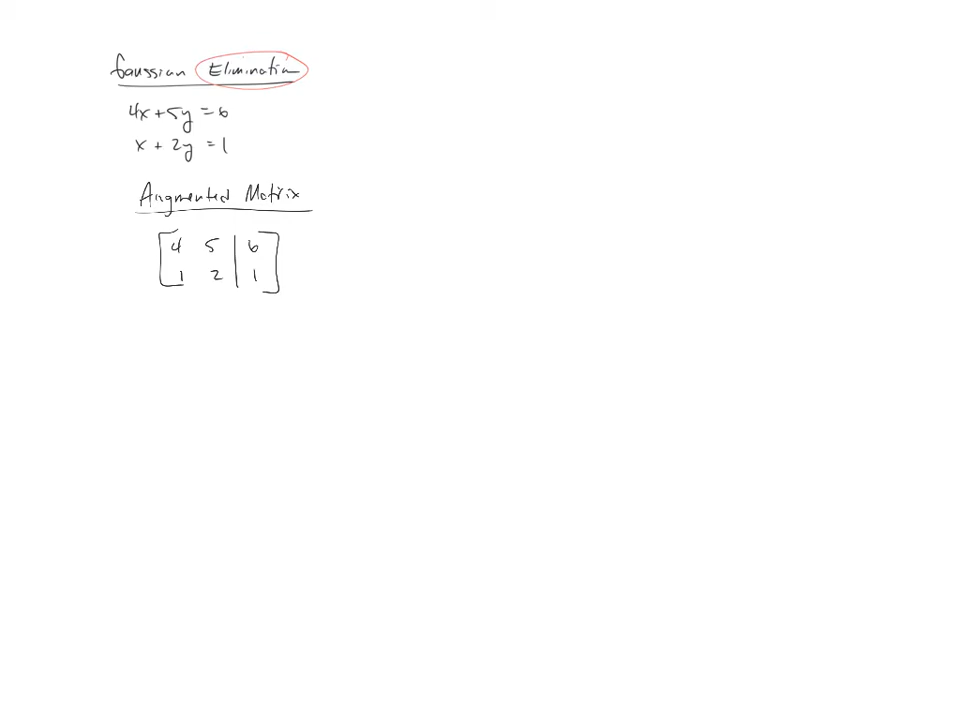 Gaussian Elimination
4x + 5y = 6
x + 2y = 1
Augmented Matrix
4 5 | 6
1 2 | 1